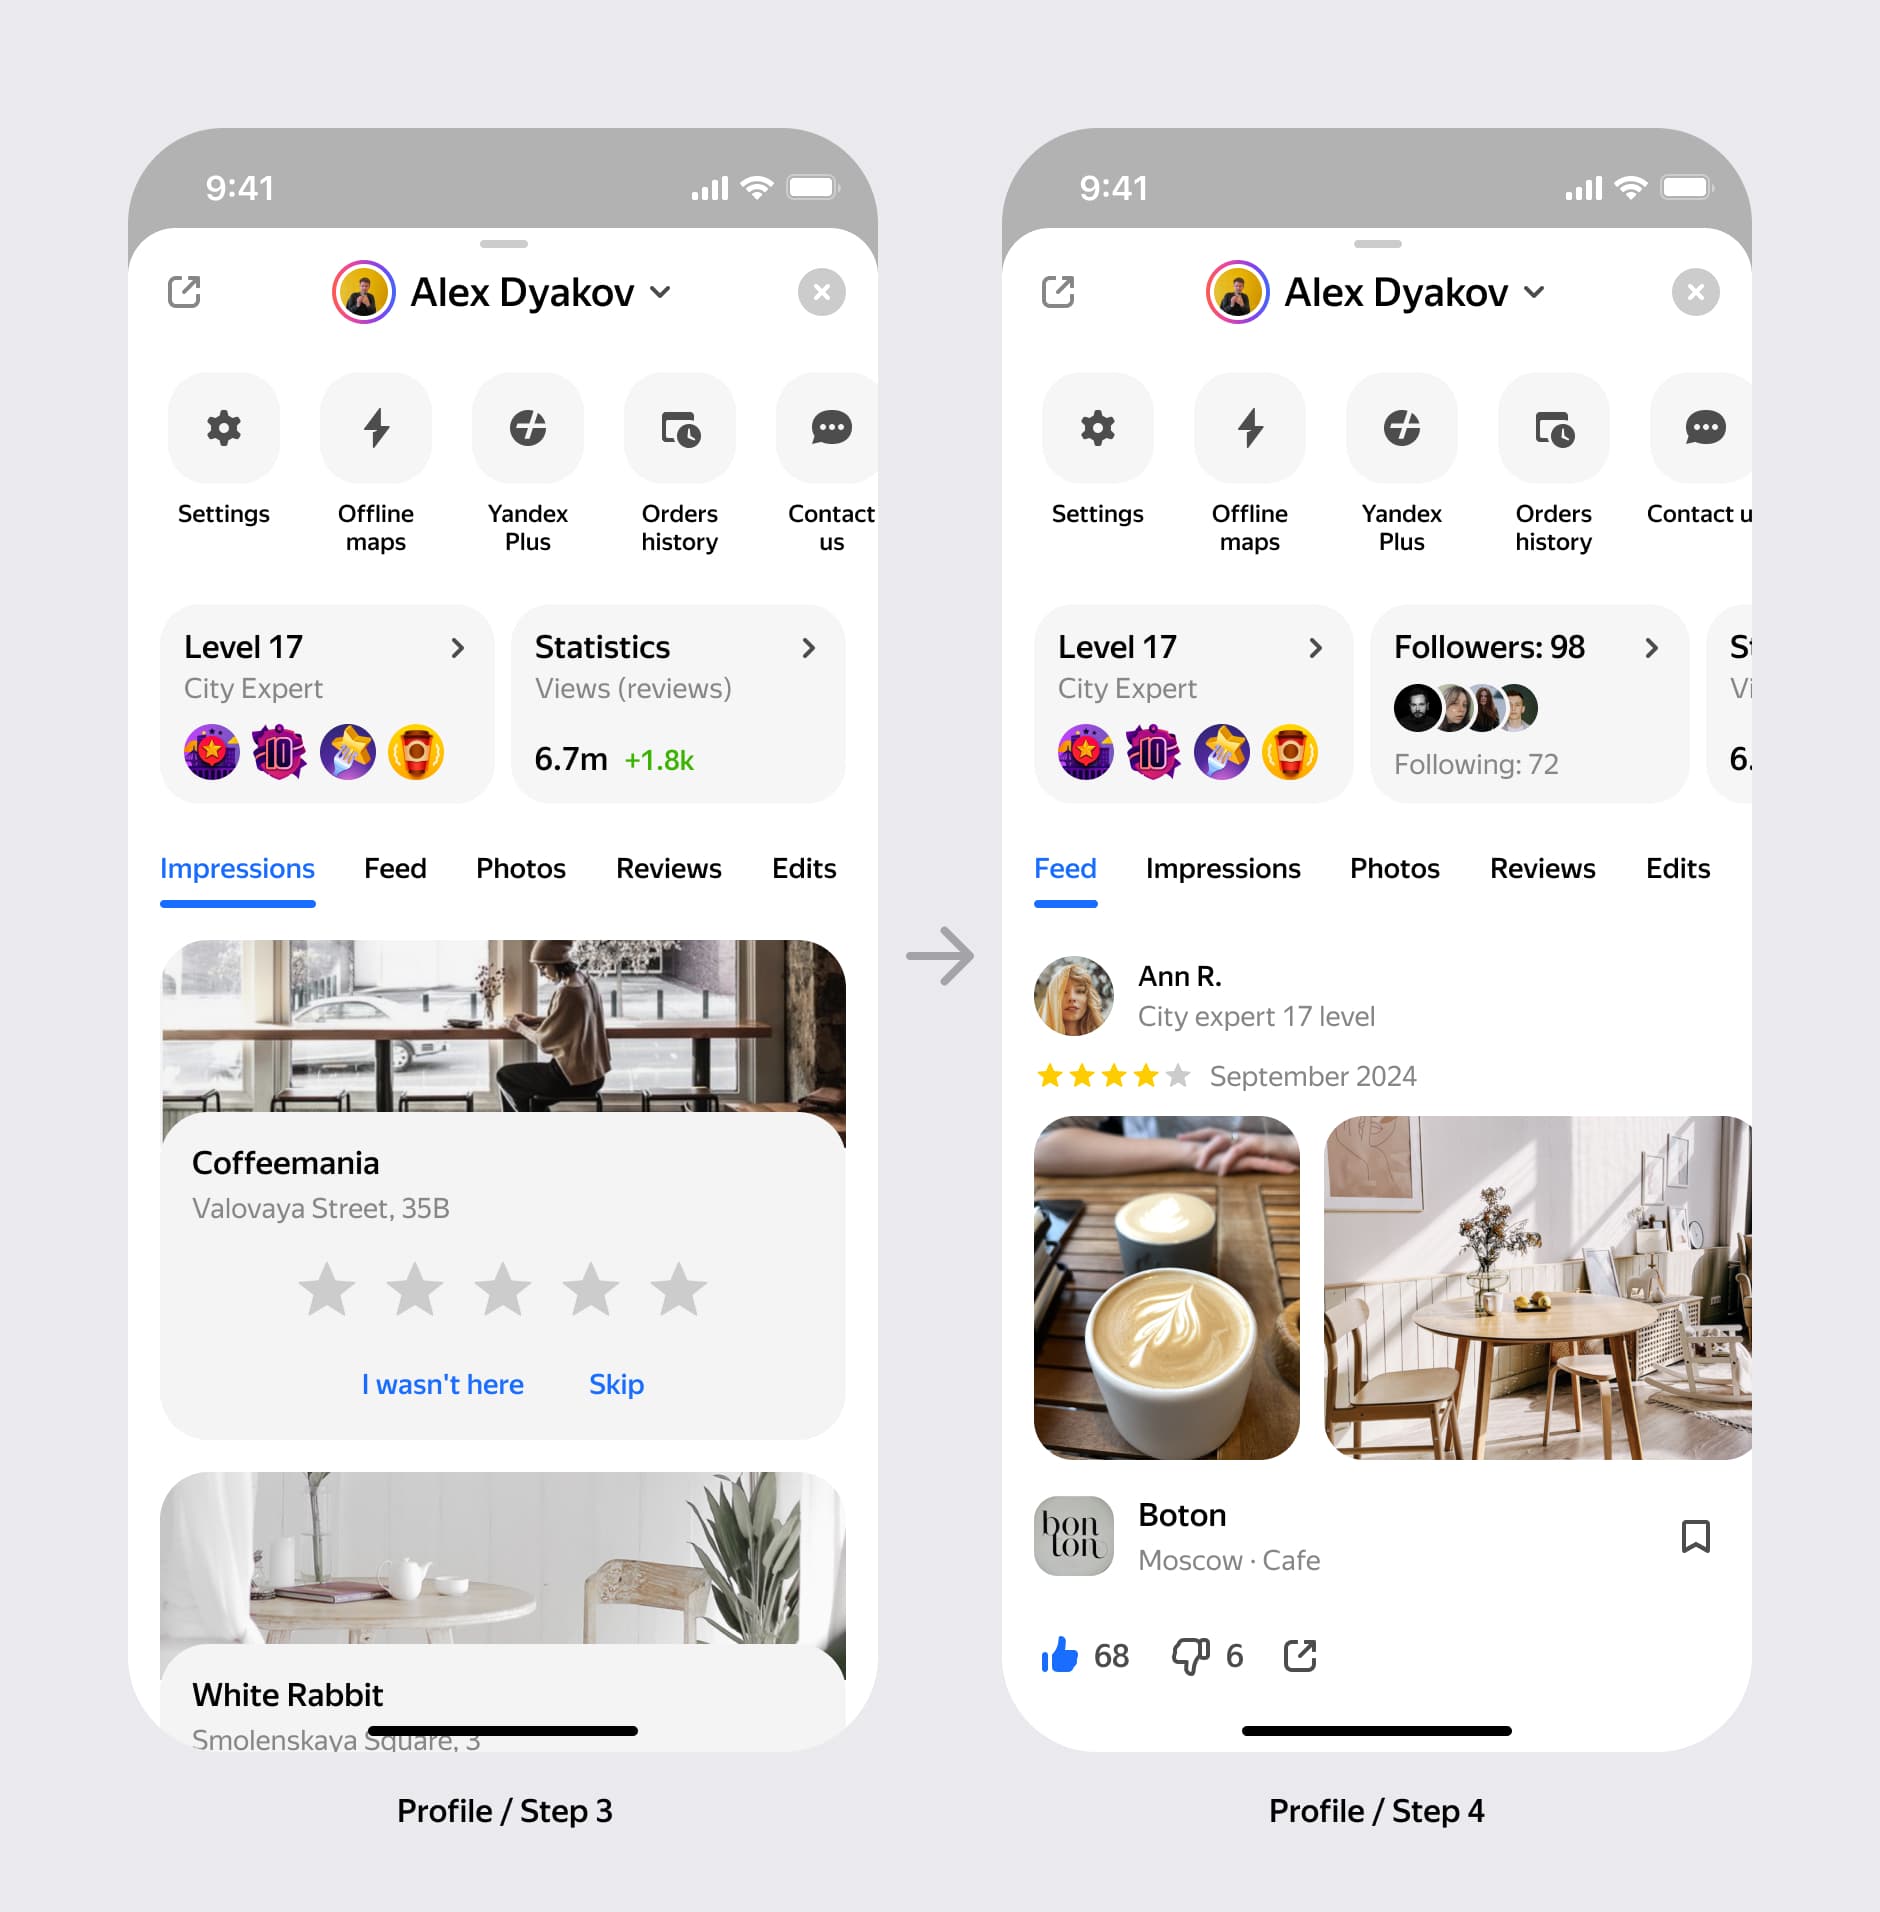 9:41
Alex Dyakov
Settings
Offline
maps
Yandex
Plus
Orders
history
Contact
us
Level 17
City Expert
10
Statistics
Views (reviews)
6.7m +1.8k
Impressions Feed Photos Reviews Edits
Coffeemania
Valovaya Street, 35B
I wasn't here Skip
White Rabbit
Smolenskaya Square, 3
Profile / Step 3
9:41
Alex Dyakov
Settings
Offline
maps
Yandex
Plus
Orders
history
Contact u
Level 17
City Expert
10
Followers: 98
Following: 72
St
Vi
6.
Feed Impressions Photos Reviews Edits
Ann R.
City expert 17 level
September 2024
bon
ton
Boton
Moscow · Cafe
68 6
Profile / Step 4